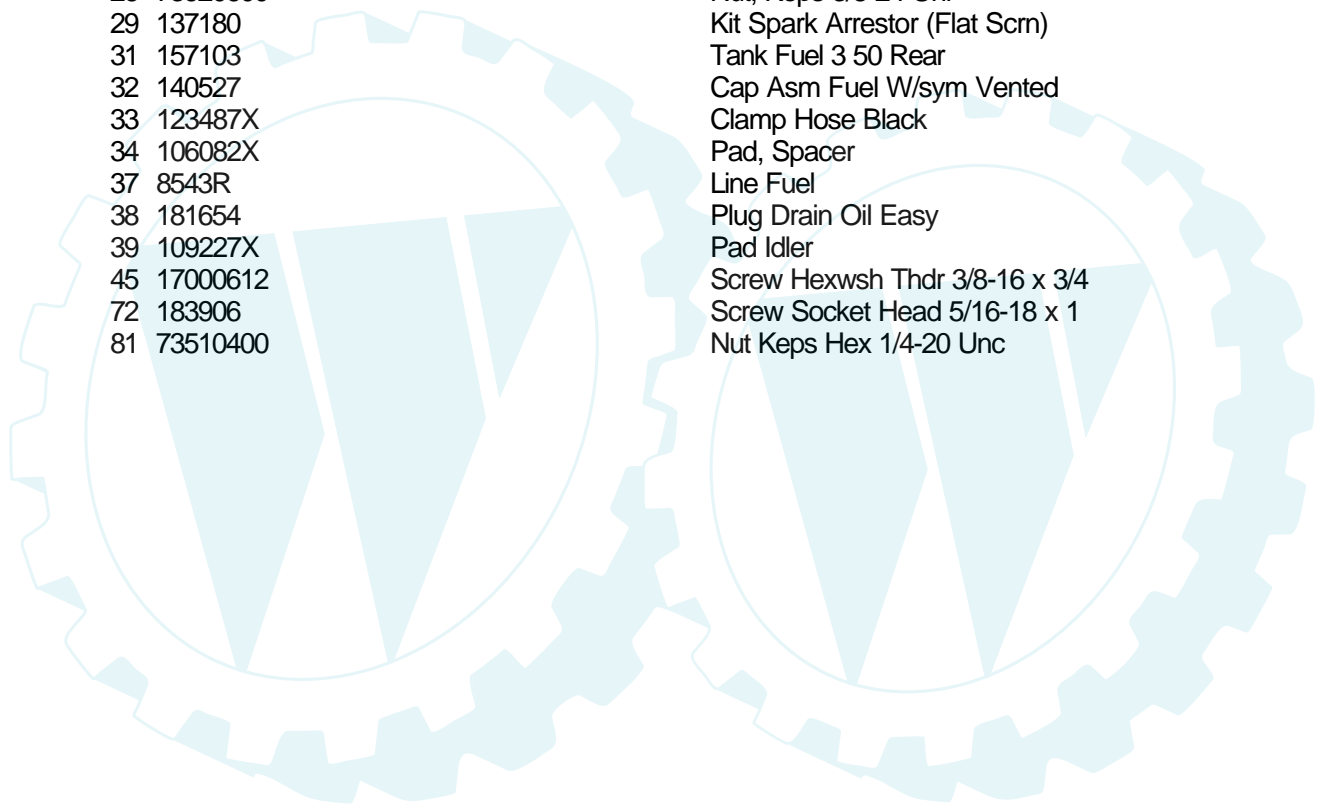 29 137180 Kit Spark Arrestor (Flat Scrn)
31 157103 Tank Fuel 3 50 Rear
32 140527 Cap Asm Fuel W/sym Vented
33 123487X Clamp Hose Black
34 106082X Pad, Spacer
37 8543R Line Fuel
38 181654 Plug Drain Oil Easy
39 109227X Pad Idler
45 17000612 Screw Hexwsh Thdr 3/8-16 x 3/4
72 183906 Screw Socket Head 5/16-18 x 1
81 73510400 Nut Keps Hex 1/4-20 Unc